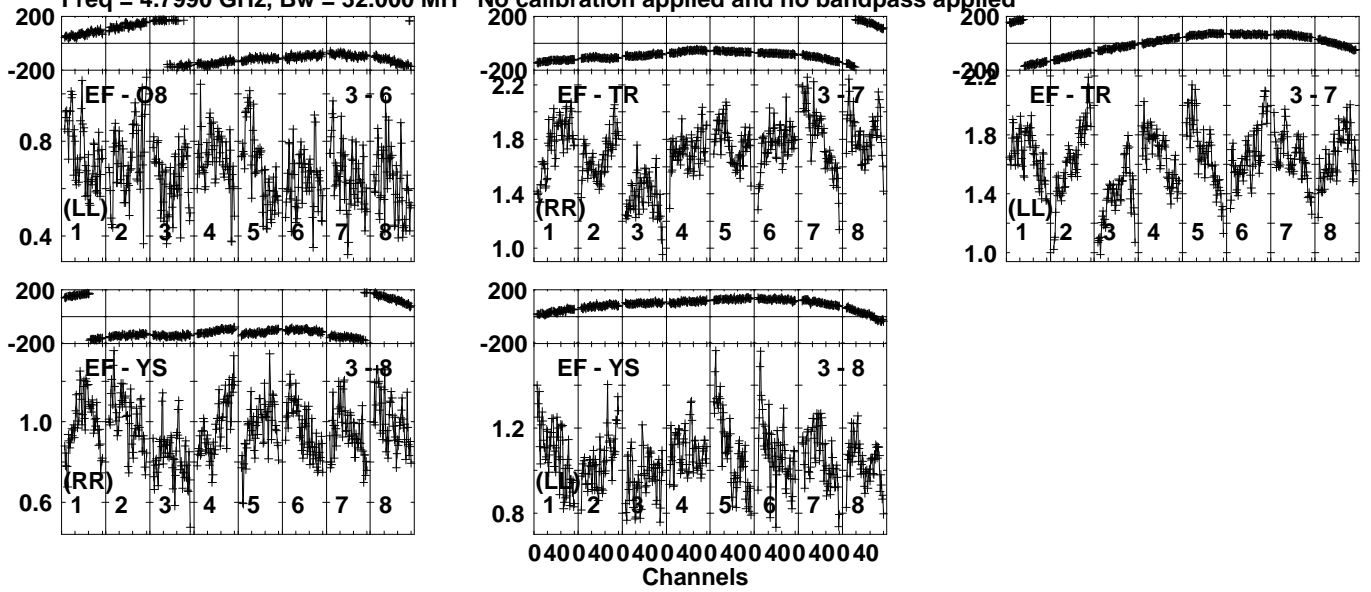 Freq = 4.7990 GHz, Bw = 32.000 MH No calibration applied and no bandpass applied
200
-200
EF - O8 3 - 6
0.8
0.4
(LL)
1 2 3 4 5 6 7 8
200
-200
2.2
EF - TR 3 - 7
1.8
1.4
1.0
(RR)
1 2 3 4 5 6 7 8
200
-200
2.2
EF - TR 3 - 7
1.8
1.4
1.0
(LL)
1 2 3 4 5 6 7 8
200
-200
EF - YS 3 - 8
1.0
0.6
(RR)
1 2 3 4 5 6 7 8
200
-200
EF - YS 3 - 8
1.2
0.8
(LL)
1 2 3 4 5 6 7 8
0 40 0 40 0 40 0 40 0 40 0 40 0 40 0 40
Channels